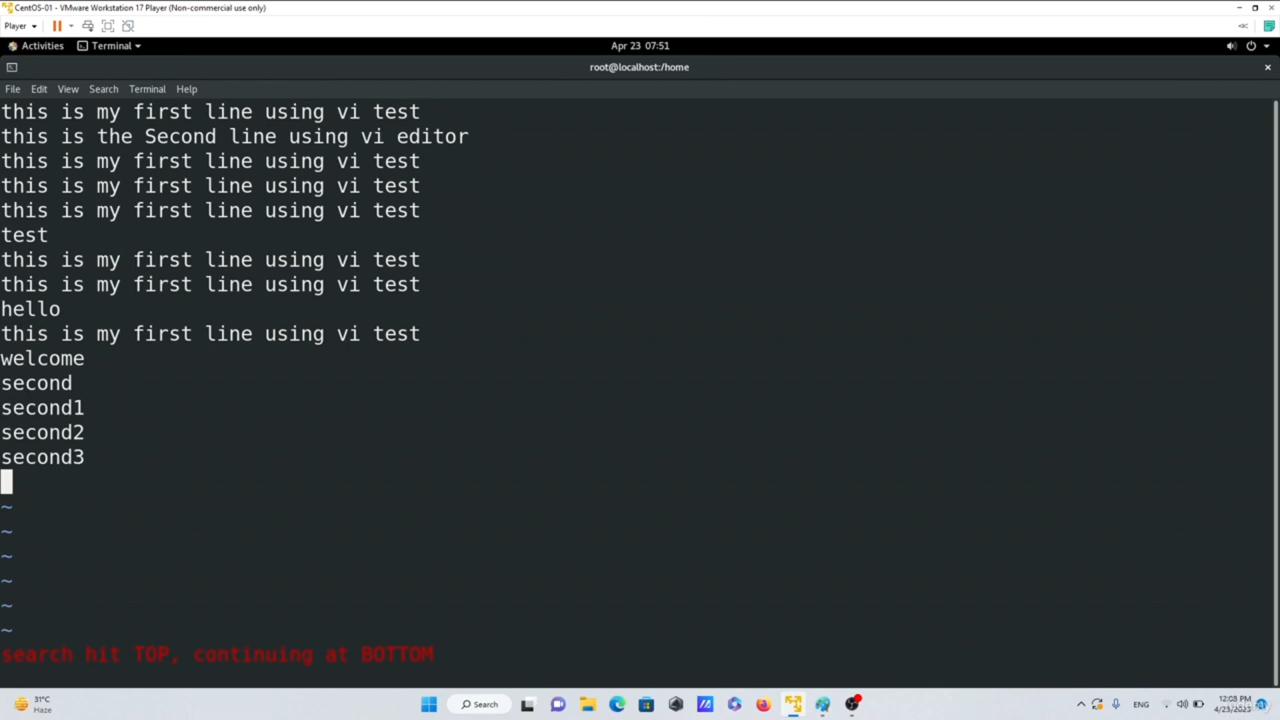 CentOS-01 - VMware Workstation 17 Player (Non-commercial use only)
Player
Activities Terminal Apr 23 07:51
root@localhost:/home
File Edit View Search Terminal Help
this is my first line using vi test
this is the Second line using vi editor
this is my first line using vi test
this is my first line using vi test
this is my first line using vi test
test
this is my first line using vi test
this is my first line using vi test
hello
this is my first line using vi test
welcome
second
second1
second2
second3
~
~
~
~
~
~
search hit TOP, continuing at BOTTOM
31°C
Haze
Search
ENG
12:08 PM